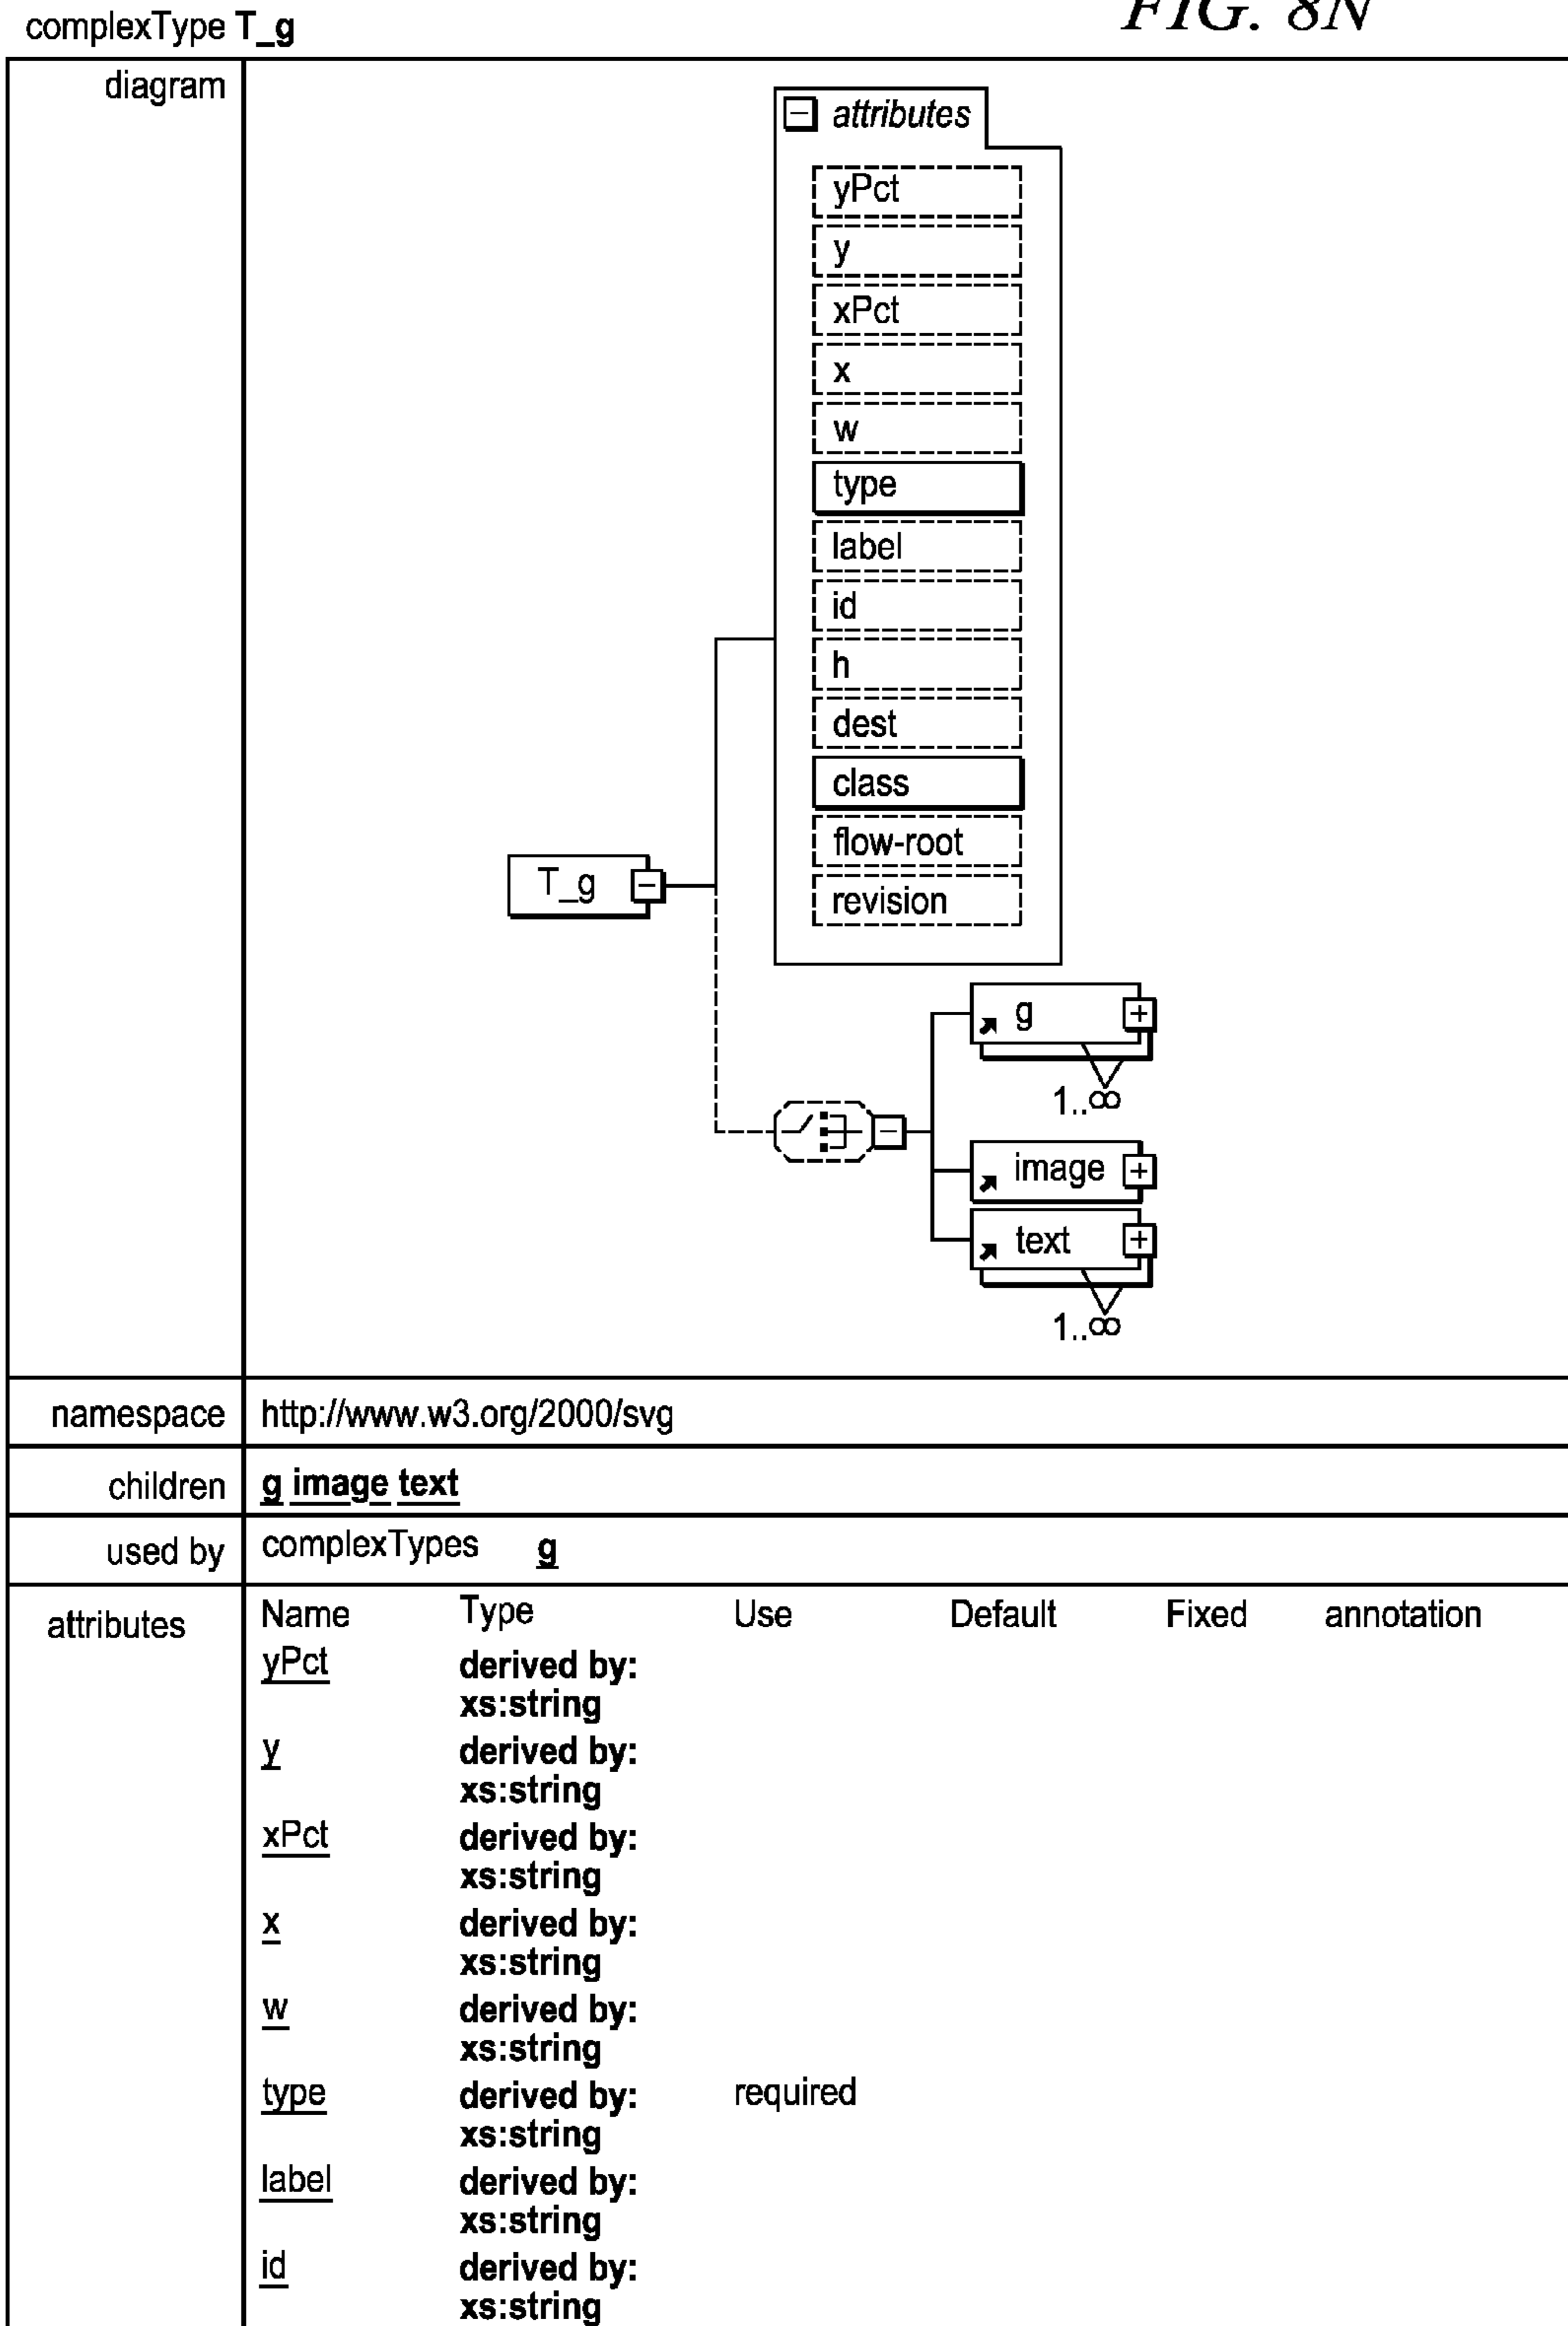 FIG. 8N
complexType T_g
diagram
attributes
yPct
y
xPct
x
w
type
label
id
h
dest
class
flow-root
revision
T_g
g
1..∞
image
text
1..∞
namespace http://www.w3.org/2000/svg
children g image text
used by complexTypes g
attributes Name Type Use Default Fixed annotation
yPct derived by:
xs:string
y derived by:
xs:string
xPct derived by:
xs:string
x derived by:
xs:string
w derived by:
xs:string
type derived by: required
xs:string
label derived by:
xs:string
id derived by:
xs:string